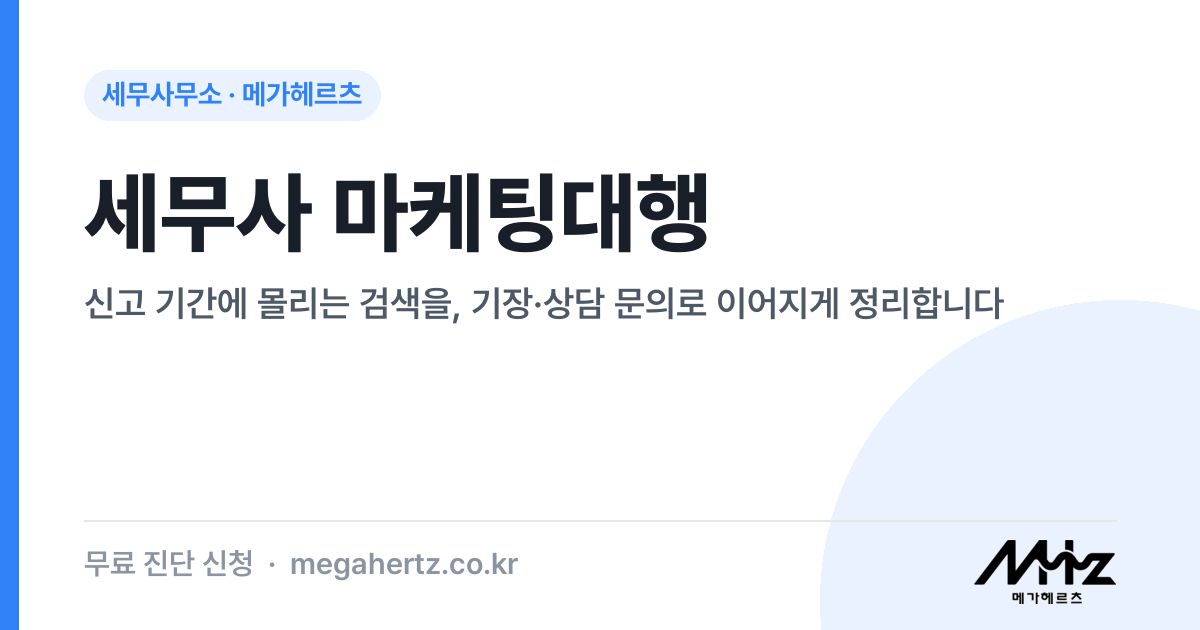 세무사무소 · 메가헤르츠
세무사 마케팅대행
신고 기간에 몰리는 검색을, 기장·상담 문의로 이어지게 정리합니다
무료 진단 신청 · megahertz.co.kr
MHz
메가헤르츠